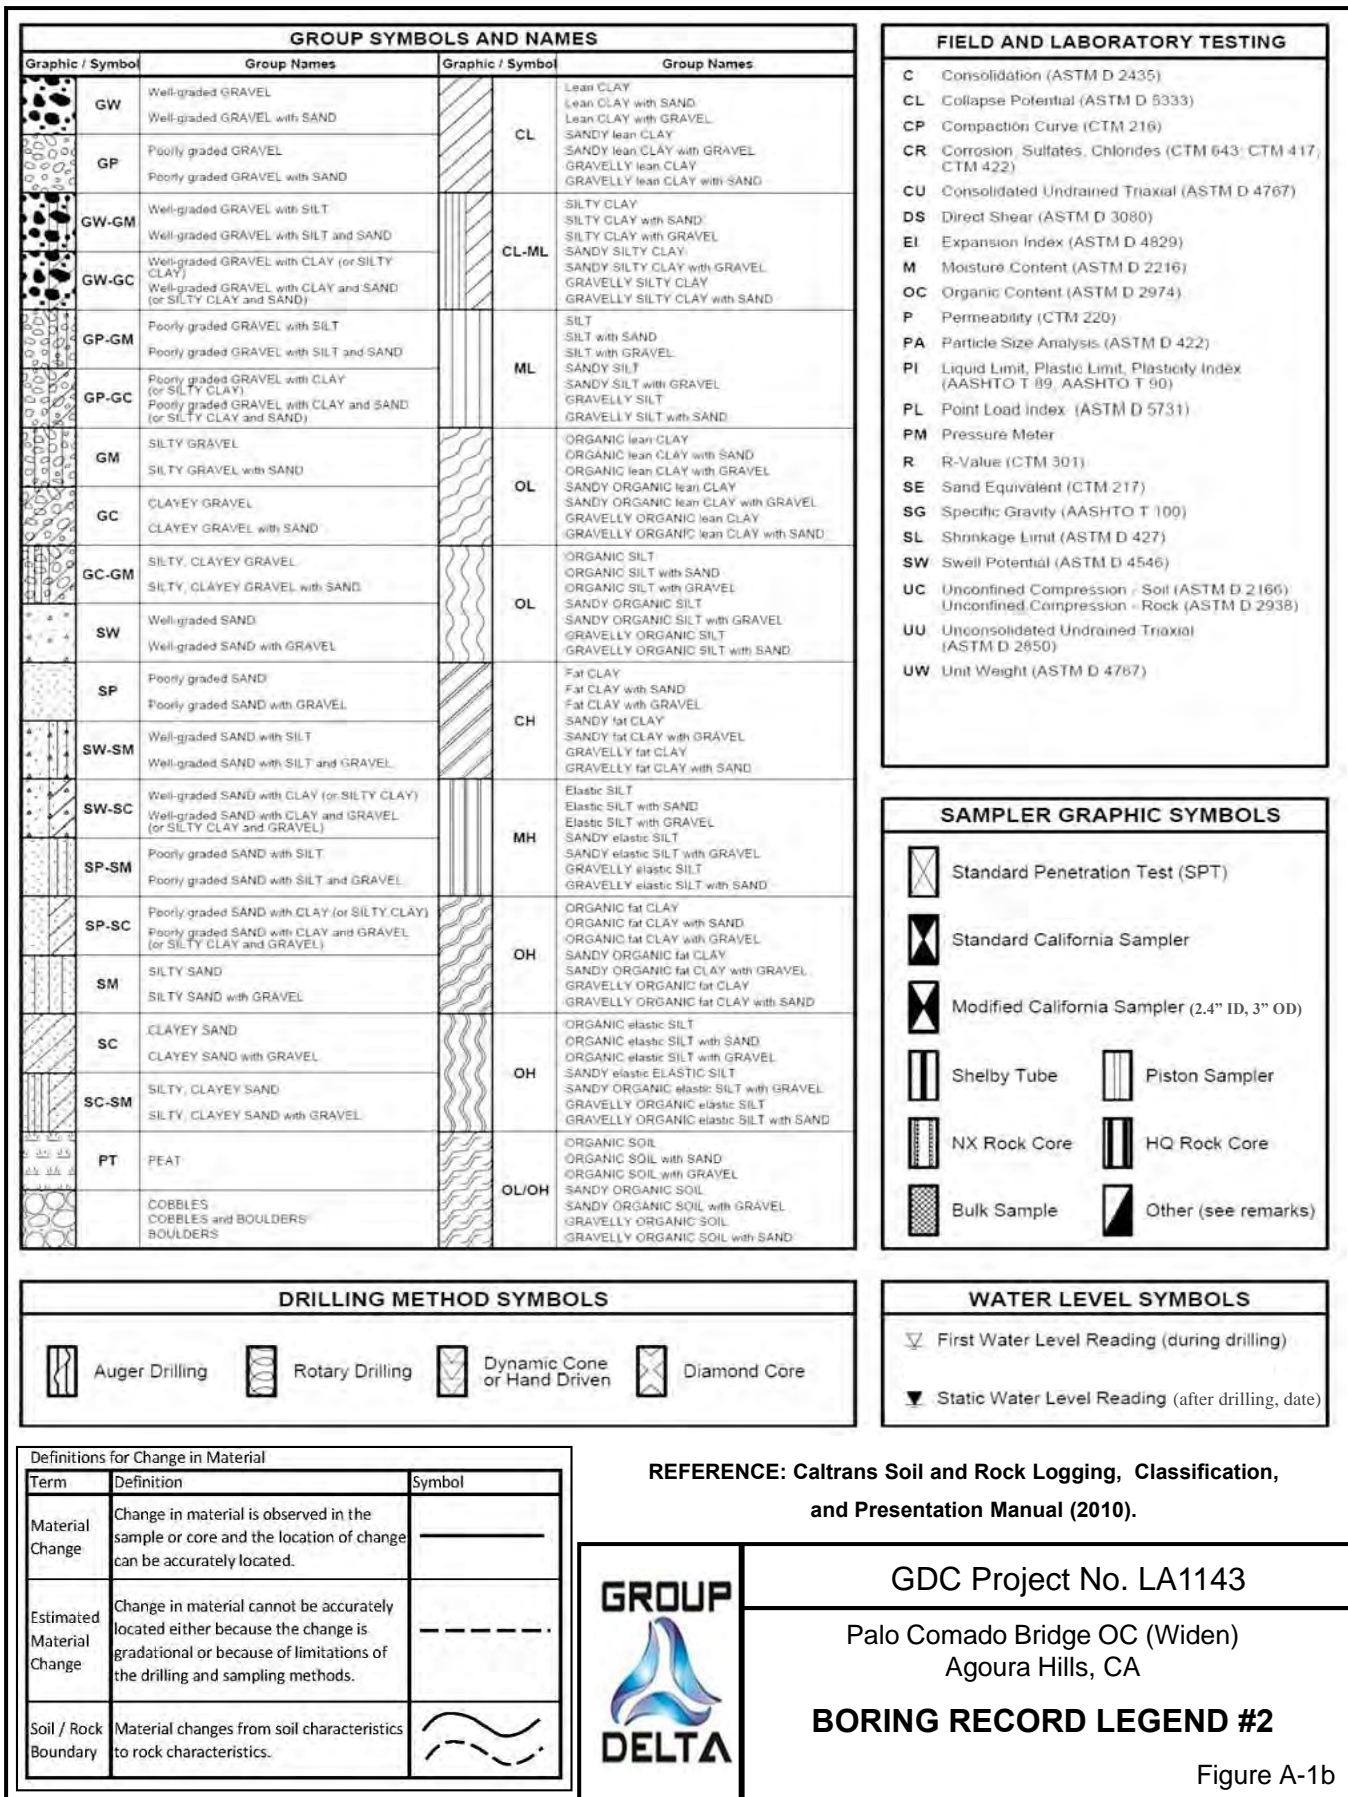 GROUP SYMBOLS AND NAMES
Graphic / Symbol Group Names Graphic / Symbol Group Names
GW
Well-graded GRAVEL
Well-graded GRAVEL with SAND
GP
Poorly graded GRAVEL
Poorly graded GRAVEL with SAND
GW-GM
Well-graded GRAVEL with SILT
Well-graded GRAVEL with SILT and SAND
GW-GC
Well-graded GRAVEL with CLAY (or SILTY
CLAY)
Well-graded GRAVEL with CLAY and SAND
(or SILTY CLAY and SAND)
GP-GM
Poorly graded GRAVEL with SILT
Poorly graded GRAVEL with SILT and SAND
GP-GC
Poorly graded GRAVEL with CLAY
(or SILTY CLAY)
Poorly graded GRAVEL with CLAY and SAND
(or SILTY CLAY and SAND)
GM
SILTY GRAVEL
SILTY GRAVEL with SAND
GC
CLAYEY GRAVEL
CLAYEY GRAVEL with SAND
GC-GM
SILTY, CLAYEY GRAVEL
SILTY, CLAYEY GRAVEL with SAND
SW
Well-graded SAND
Well-graded SAND with GRAVEL
SP
Poorly graded SAND
Poorly graded SAND with GRAVEL
SW-SM
Well-graded SAND with SILT
Well-graded SAND with SILT and GRAVEL
SW-SC
Well-graded SAND with CLAY (or SILTY CLAY)
Well-graded SAND with CLAY and GRAVEL
(or SILTY CLAY and GRAVEL)
SP-SM
Poorly graded SAND with SILT
Poorly graded SAND with SILT and GRAVEL
SP-SC
Poorly graded SAND with CLAY (or SILTY CLAY)
Poorly graded SAND with CLAY and GRAVEL
(or SILTY CLAY and GRAVEL)
SM
SILTY SAND
SILTY SAND with GRAVEL
SC
CLAYEY SAND
CLAYEY SAND with GRAVEL
SC-SM
SILTY, CLAYEY SAND
SILTY, CLAYEY SAND with GRAVEL
PT
PEAT
COBBLES
COBBLES and BOULDERS
BOULDERS
CL
Lean CLAY
Lean CLAY with SAND
Lean CLAY with GRAVEL
SANDY lean CLAY
SANDY lean CLAY with GRAVEL
GRAVELLY lean CLAY
GRAVELLY lean CLAY with SAND
CL-ML
SILTY CLAY
SILTY CLAY with SAND
SILTY CLAY with GRAVEL
SANDY SILTY CLAY
SANDY SILTY CLAY with GRAVEL
GRAVELLY SILTY CLAY
GRAVELLY SILTY CLAY with SAND
ML
SILT
SILT with SAND
SILT with GRAVEL
SANDY SILT
SANDY SILT with GRAVEL
GRAVELLY SILT
GRAVELLY SILT with SAND
OL
ORGANIC lean CLAY
ORGANIC lean CLAY with SAND
ORGANIC lean CLAY with GRAVEL
SANDY ORGANIC lean CLAY
SANDY ORGANIC lean CLAY with GRAVEL
GRAVELLY ORGANIC lean CLAY
GRAVELLY ORGANIC lean CLAY with SAND
OL
ORGANIC SILT
ORGANIC SILT with SAND
ORGANIC SILT with GRAVEL
SANDY ORGANIC SILT
SANDY ORGANIC SILT with GRAVEL
GRAVELLY ORGANIC SILT
GRAVELLY ORGANIC SILT with SAND
CH
Fat CLAY
Fat CLAY with SAND
Fat CLAY with GRAVEL
SANDY fat CLAY
SANDY fat CLAY with GRAVEL
GRAVELLY fat CLAY
GRAVELLY fat CLAY with SAND
MH
Elastic SILT
Elastic SILT with SAND
Elastic SILT with GRAVEL
SANDY elastic SILT
SANDY elastic SILT with GRAVEL
GRAVELLY elastic SILT
GRAVELLY elastic SILT with SAND
OH
ORGANIC fat CLAY
ORGANIC fat CLAY with SAND
ORGANIC fat CLAY with GRAVEL
SANDY ORGANIC fat CLAY
SANDY ORGANIC fat CLAY with GRAVEL
GRAVELLY ORGANIC fat CLAY
GRAVELLY ORGANIC fat CLAY with SAND
OH
ORGANIC elastic SILT
ORGANIC elastic SILT with SAND
ORGANIC elastic SILT with GRAVEL
SANDY elastic ELASTIC SILT
SANDY ORGANIC elastic SILT with GRAVEL
GRAVELLY ORGANIC elastic SILT
GRAVELLY ORGANIC elastic SILT with SAND
OL/OH
ORGANIC SOIL
ORGANIC SOIL with SAND
ORGANIC SOIL with GRAVEL
SANDY ORGANIC SOIL
SANDY ORGANIC SOIL with GRAVEL
GRAVELLY ORGANIC SOIL
GRAVELLY ORGANIC SOIL with SAND
FIELD AND LABORATORY TESTING
C Consolidation (ASTM D 2435)
CL Collapse Potential (ASTM D 5333)
CP Compaction Curve (CTM 216)
CR Corrosion, Sulfates, Chlorides (CTM 643; CTM 417;
CTM 422)
CU Consolidated Undrained Triaxial (ASTM D 4767)
DS Direct Shear (ASTM D 3080)
EI Expansion Index (ASTM D 4829)
M Moisture Content (ASTM D 2216)
OC Organic Content (ASTM D 2974)
P Permeability (CTM 220)
PA Particle Size Analysis (ASTM D 422)
PI Liquid Limit, Plastic Limit, Plasticity Index
(AASHTO T 89, AASHTO T 90)
PL Point Load Index (ASTM D 5731)
PM Pressure Meter
R R-Value (CTM 301)
SE Sand Equivalent (CTM 217)
SG Specific Gravity (AASHTO T 100)
SL Shrinkage Limit (ASTM D 427)
SW Swell Potential (ASTM D 4546)
UC Unconfined Compression - Soil (ASTM D 2166)
Unconfined Compression - Rock (ASTM D 2938)
UU Unconsolidated Undrained Triaxial
(ASTM D 2850)
UW Unit Weight (ASTM D 4767)
SAMPLER GRAPHIC SYMBOLS
Standard Penetration Test (SPT)
Standard California Sampler
Modified California Sampler (2.4” ID, 3” OD)
Shelby Tube Piston Sampler
NX Rock Core HQ Rock Core
Bulk Sample Other (see remarks)
DRILLING METHOD SYMBOLS
Auger Drilling
Rotary Drilling
Dynamic Cone
or Hand Driven
Diamond Core
WATER LEVEL SYMBOLS
First Water Level Reading (during drilling)
Static Water Level Reading (after drilling, date)
Definitions for Change in Material
Term Definition Symbol
Material
Change
Change in material is observed in the
sample or core and the location of change
can be accurately located.
Estimated
Material
Change
Change in material cannot be accurately
located either because the change is
gradational or because of limitations of
the drilling and sampling methods.
Soil / Rock
Boundary
Material changes from soil characteristics
to rock characteristics.
REFERENCE: Caltrans Soil and Rock Logging, Classification,
and Presentation Manual (2010).
GROUP
DELTA
GDC Project No. LA1143
Palo Comado Bridge OC (Widen)
Agoura Hills, CA
BORING RECORD LEGEND #2
Figure A-1b